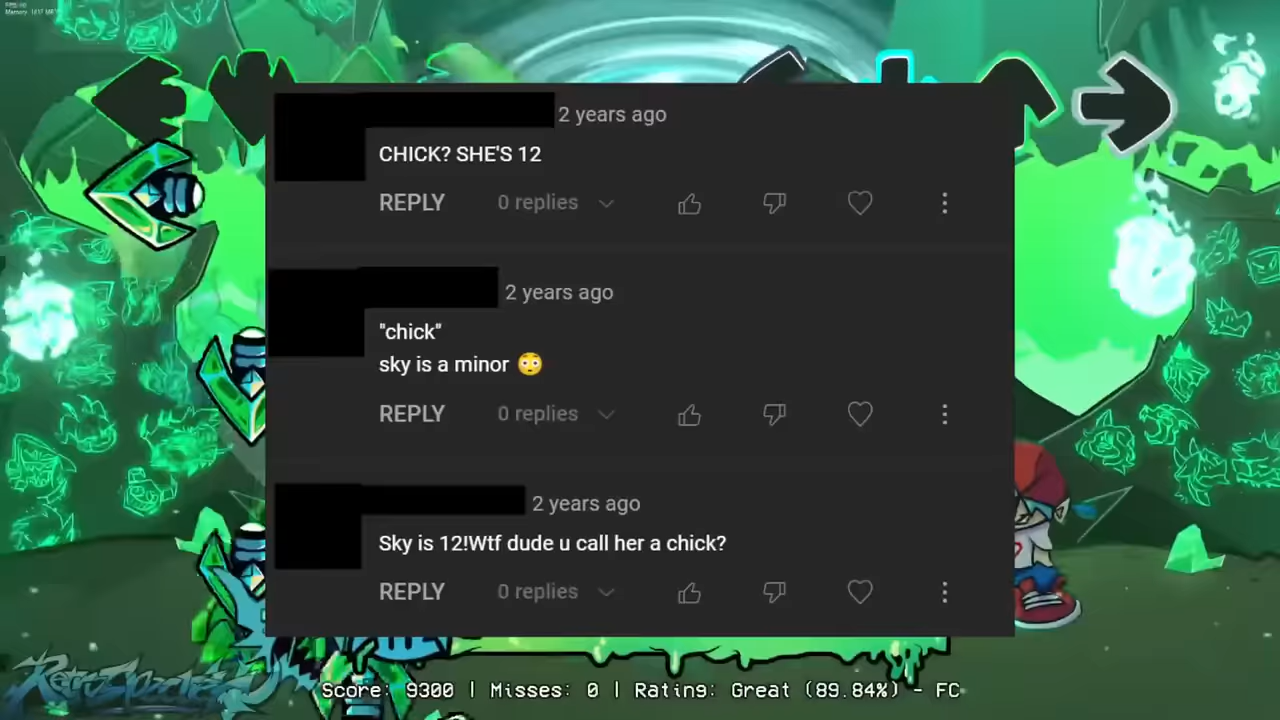 2 years ago
CHICK? SHE'S 12
REPLY 0 replies
2 years ago
"chick"
sky is a minor 😳
REPLY 0 replies
2 years ago
Sky is 12!Wtf dude u call her a chick?
REPLY 0 replies
Score: 9300 | Misses: 0 | Rating: Great (89.84%) - FC